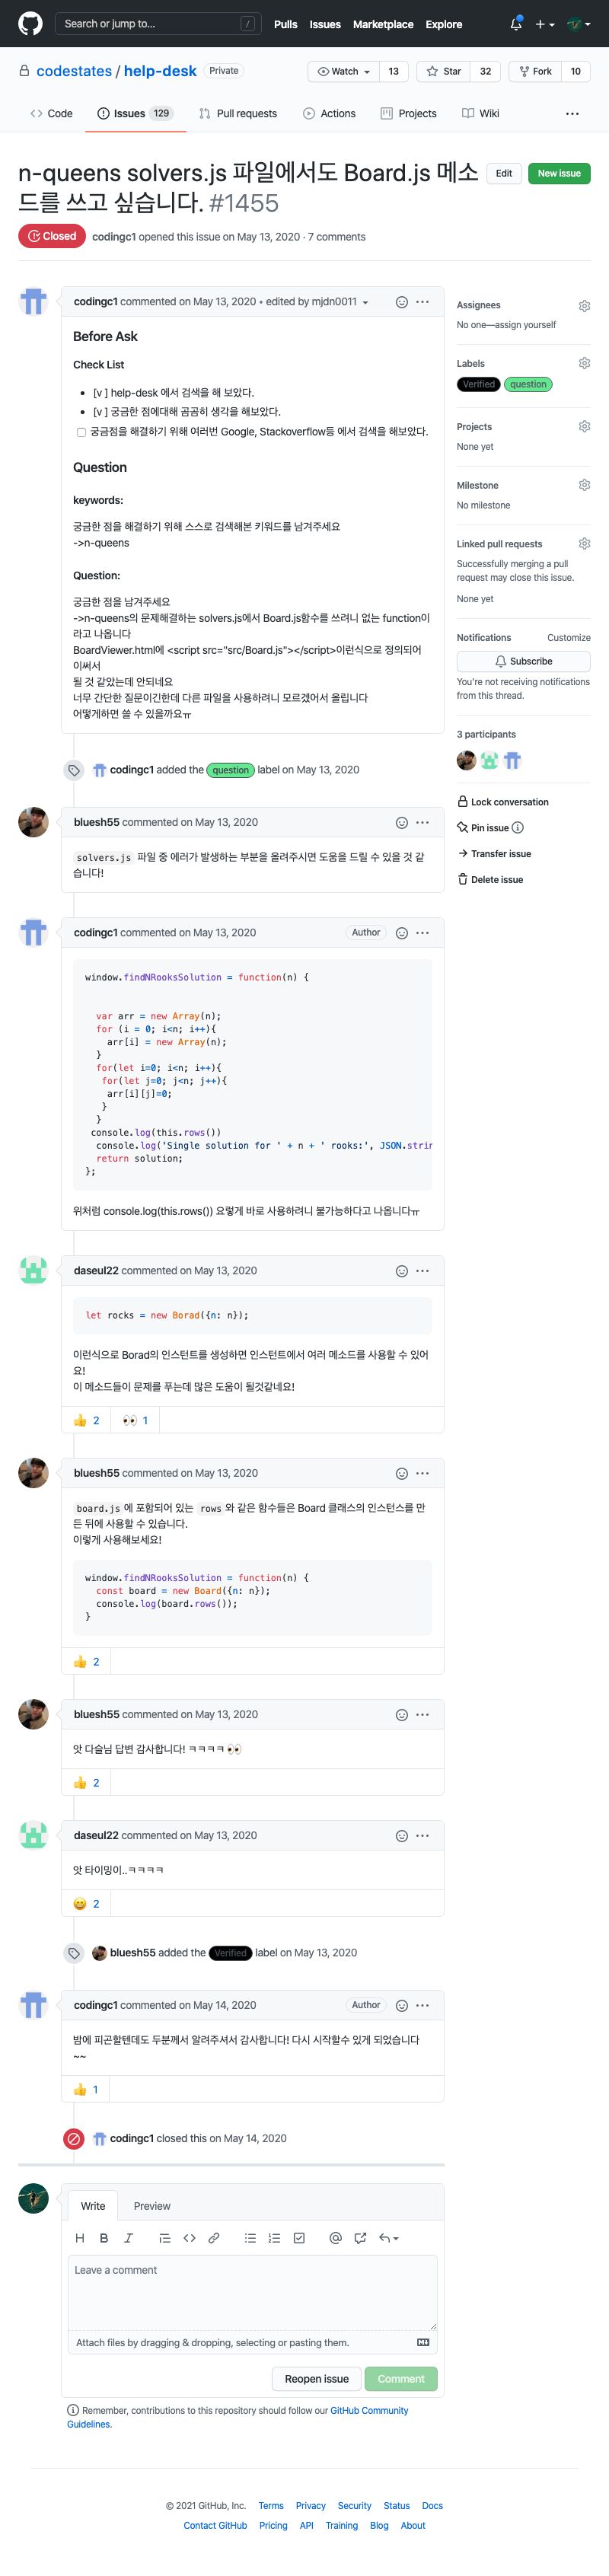 Search or jump to...
/
Pulls Issues Marketplace Explore
codestates / help-desk Private
Watch 13 Star 32 Fork 10
Code Issues 129 Pull requests Actions Projects Wiki
n-queens solvers.js 파일에서도 Board.js 메소
드를 쓰고 싶습니다. #1455
Edit New issue
Closed codingc1 opened this issue on May 13, 2020 · 7 comments
codingc1 commented on May 13, 2020 • edited by mjdn0011
Before Ask
Check List
[v ] help-desk 에서 검색을 해 보았다.
[v ] 궁금한 점에대해 곰곰히 생각을 해보았다.
궁금점을 해결하기 위해 여러번 Google, Stackoverflow등 에서 검색을 해보았다.
Question
keywords:
궁금한 점을 해결하기 위해 스스로 검색해본 키워드를 남겨주세요
->n-queens
Question:
궁금한 점을 남겨주세요
->n-queens의 문제해결하는 solvers.js에서 Board.js함수를 쓰려니 없는 function이
라고 나옵니다
BoardViewer.html에 <script src="src/Board.js"></script>이런식으로 정의되어
이써서
될 것 같았는데 안되네요
너무 간단한 질문이긴한데 다른 파일을 사용하려니 모르겠어서 올립니다
어떻게하면 쓸 수 있을까요ㅠ
Assignees
No one—assign yourself
Labels
Verified question
Projects
None yet
Milestone
No milestone
Linked pull requests
Successfully merging a pull
request may close this issue.
None yet
Notifications Customize
Subscribe
You're not receiving notifications
from this thread.
3 participants
Lock conversation
Pin issue
Transfer issue
Delete issue
codingc1 added the question label on May 13, 2020
bluesh55 commented on May 13, 2020
solvers.js 파일 중 에러가 발생하는 부분을 올려주시면 도움을 드릴 수 있을 것 같
습니다!
codingc1 commented on May 13, 2020 Author
window.findNRooksSolution = function(n) {
var arr = new Array(n);
for (i = 0; i<n; i++){
arr[i] = new Array(n);
}
for(let i=0; i<n; i++){
for(let j=0; j<n; j++){
arr[i][j]=0;
}
}
console.log(this.rows())
console.log('Single solution for ' + n + ' rooks:', JSON.strin
return solution;
};
위처럼 console.log(this.rows()) 요렇게 바로 사용하려니 불가능하다고 나옵니다ㅠ
daseul22 commented on May 13, 2020
let rocks = new Borad({n: n});
이런식으로 Borad의 인스턴트를 생성하면 인스턴트에서 여러 메소드를 사용할 수 있어
요!
이 메소드들이 문제를 푸는데 많은 도움이 될것같네요!
👍 2 👀 1
bluesh55 commented on May 13, 2020
board.js 에 포함되어 있는 rows 와 같은 함수들은 Board 클래스의 인스턴스를 만
든 뒤에 사용할 수 있습니다.
이렇게 사용해보세요!
window.findNRooksSolution = function(n) {
const board = new Board({n: n});
console.log(board.rows());
}
👍 2
bluesh55 commented on May 13, 2020
앗 다슬님 답변 감사합니다! ㅋㅋㅋㅋ 👀
👍 2
daseul22 commented on May 13, 2020
앗 타이밍이..ㅋㅋㅋㅋ
😄 2
bluesh55 added the Verified label on May 13, 2020
codingc1 commented on May 14, 2020 Author
밤에 피곤할텐데도 두분께서 알려주셔서 감사합니다! 다시 시작할수 있게 되었습니다
~~
👍 1
codingc1 closed this on May 14, 2020
Write Preview
Leave a comment
Attach files by dragging & dropping, selecting or pasting them.
Reopen issue Comment
Remember, contributions to this repository should follow our GitHub Community
Guidelines.
© 2021 GitHub, Inc. Terms Privacy Security Status Docs
Contact GitHub Pricing API Training Blog About